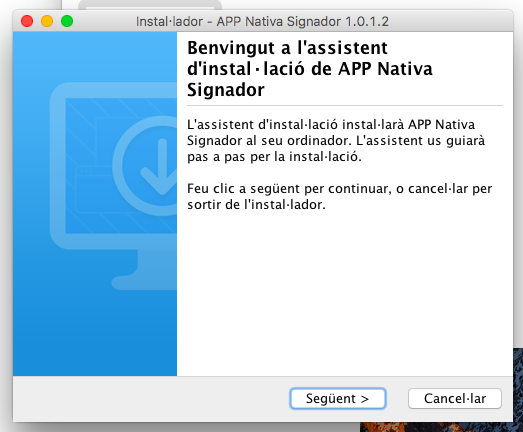 Instal·lador - APP Nativa Signador 1.0.1.2
Benvingut a l'assistent
d'instal·lació de APP Nativa
Signador
L'assistent d'instal·lació instal·larà APP Nativa
Signador al seu ordinador. L'assistent us guiarà
pas a pas per la instal·lació.
Feu clic a següent per continuar, o cancel·lar per
sortir de l'instal·lador.
Següent >
Cancel·lar